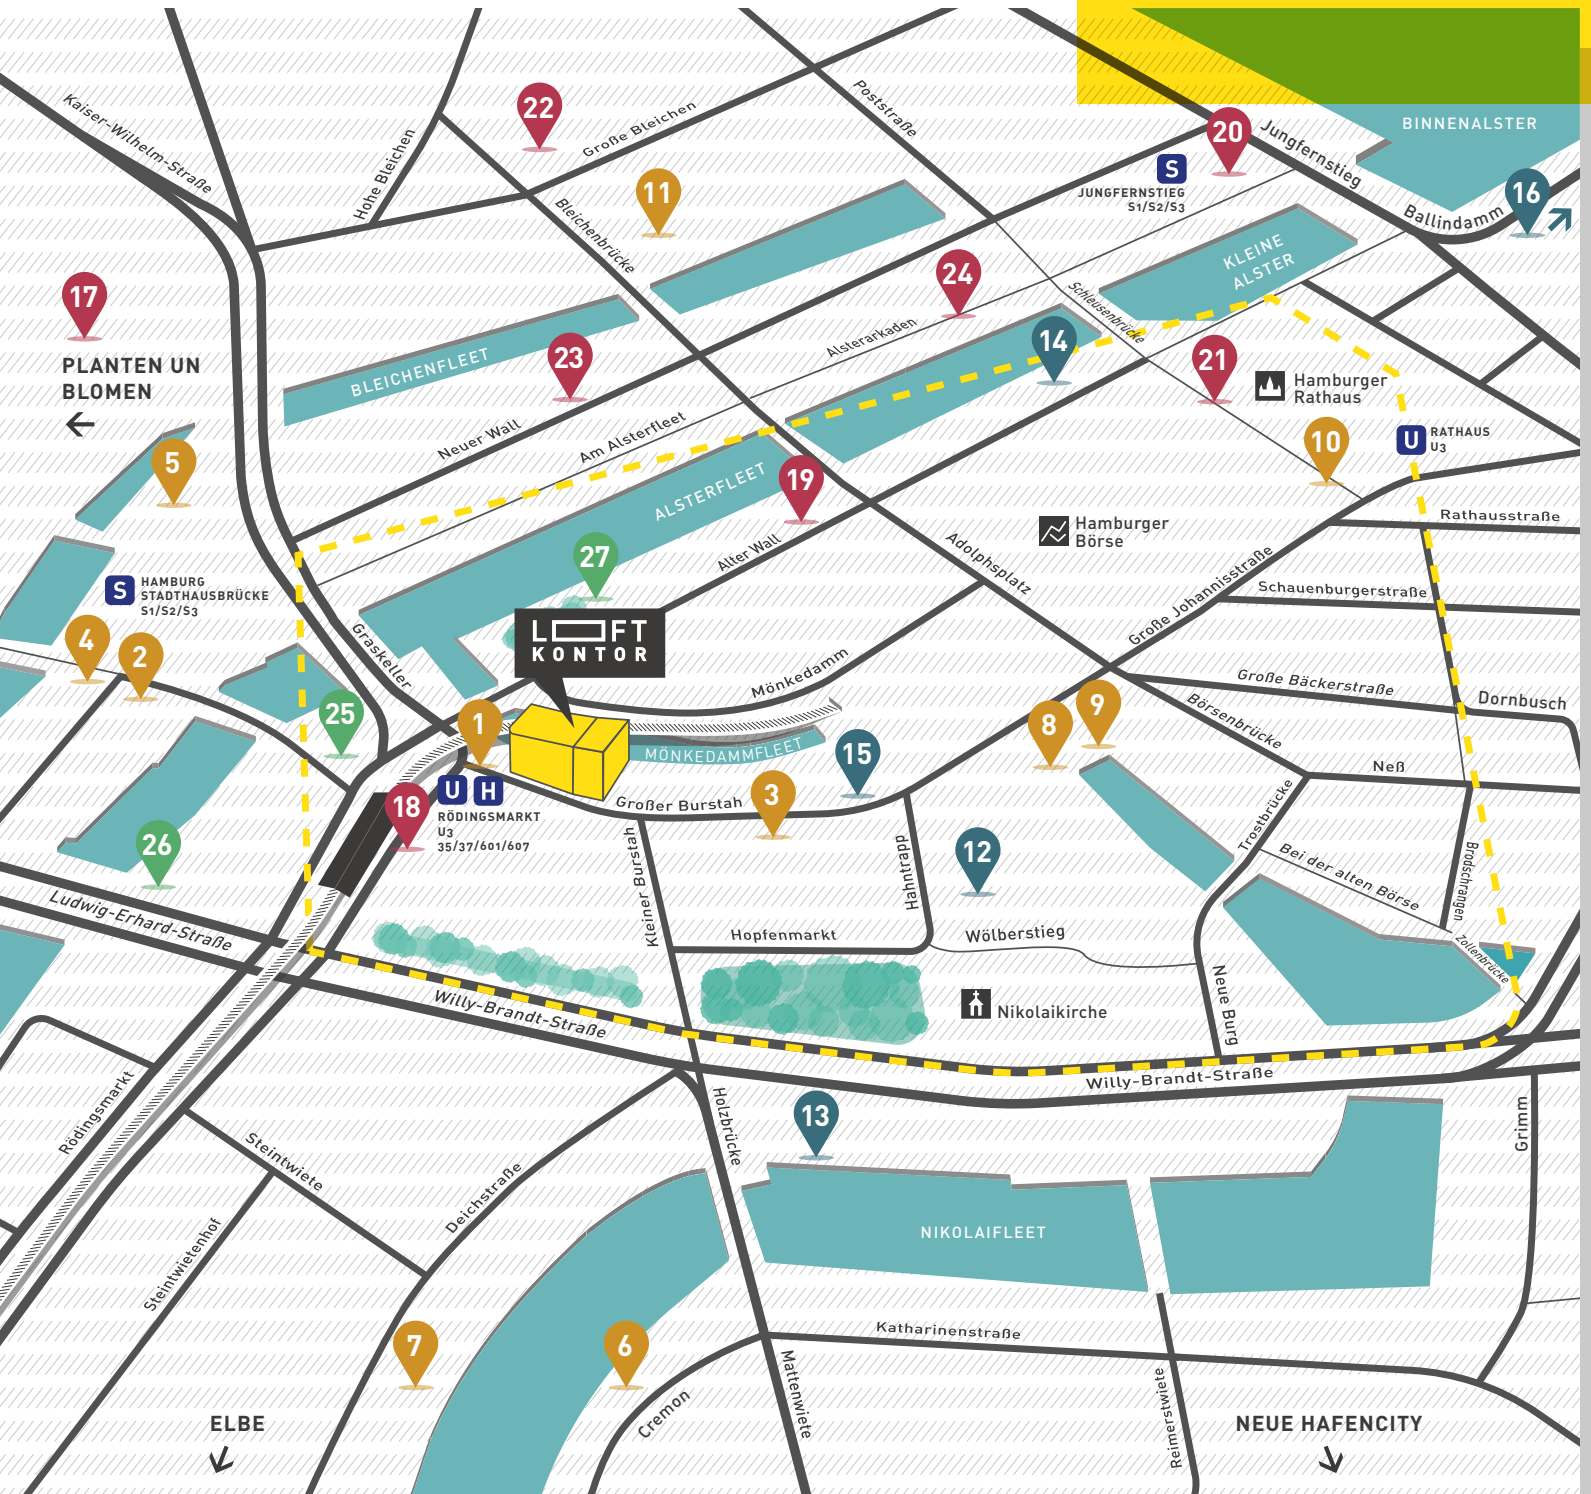 Kaiser-Wilhelm-Straße
Hohe Bleichen
22
Große Bleichen
Poststraße
20
Jungfernstieg
BINNENALSTER
S
JUNGFERNSTIEG
S1/S2/S3
Ballindamm
16
11
Bleichenbrücke
KLEINE
ALSTER
24
Schleusenbrücke
17
PLANTEN UN
BLOMEN
BLEICHENFLEET
23
Alsterarkaden
14
21
Hamburger
Rathaus
Neuer Wall
Am Alsterfleet
5
10
U
RATHAUS
U3
ALSTERFLEET
19
Rathausstraße
Hamburger
Börse
27
Alter Wall
Adolphsplatz
Große Johannisstraße
S
HAMBURG
STADTHAUSBRÜCKE
S1/S2/S3
Schauenburgerstraße
4
2
Graskeller
LOFT
KONTOR
Mönkedamm
Große Bäckerstraße
Dornbusch
25
1
9
8
Börsenbrücke
MÖNKEDAMMFLEET
15
Neß
U
H
RÖDINGSMARKT
U3
35/37/601/607
18
Großer Burstah
3
Trostbrücke
26
Kleiner Burstah
Hahntrapp
12
Bei der alten Börse
Brodschrangen
Ludwig-Erhard-Straße
Hopfenmarkt
Wölberstieg
Zollenbrücke
Willy-Brandt-Straße
Nikolaikirche
Neue Burg
Willy-Brandt-Straße
Rödingsmarkt
Holzbrücke
13
Grimm
Steintwiete
Deichstraße
Steintwietenhof
NIKOLAIFLEET
7
6
Katharinenstraße
Cremon
Mattenwiete
Reimerstwiete
ELBE
NEUE HAFENCITY